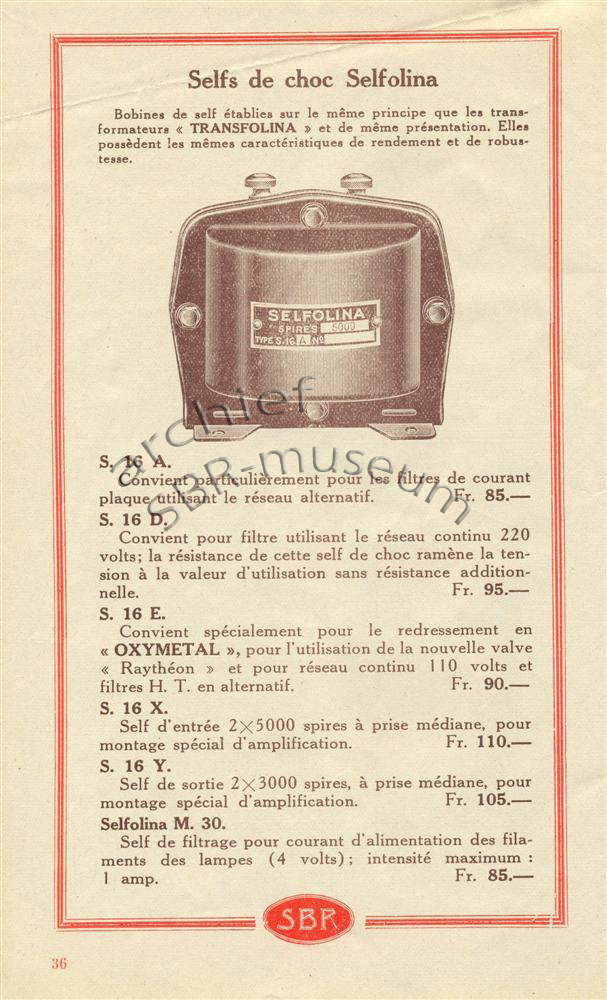 Selfs de choc Selfolina
Bobines de self établies sur le même principe que les trans-
formateurs « TRANSFOLINA » et de même présentation. Elles
possèdent les mêmes caractéristiques de rendement et de robus-
tesse.
SELFOLINA
SPIRES 5000
TYPE S.16 A No
S. 16 A.
Convient particulièrement pour les filtres de courant
plaque utilisant le réseau alternatif. Fr. 85.—
S. 16 D.
Convient pour filtre utilisant le réseau continu 220
volts; la résistance de cette self de choc ramène la ten-
sion à la valeur d'utilisation sans résistance addition-
nelle. Fr. 95.—
S. 16 E.
Convient spécialement pour le redressement en
« OXYMETAL », pour l'utilisation de la nouvelle valve
« Raythéon » et pour réseau continu 110 volts et
filtres H. T. en alternatif. Fr. 90.—
S. 16 X.
Self d'entrée 2×5000 spires à prise médiane, pour
montage spécial d'amplification. Fr. 110.—
S. 16 Y.
Self de sortie 2×3000 spires, à prise médiane, pour
montage spécial d'amplification. Fr. 105.—
Selfolina M. 30.
Self de filtrage pour courant d'alimentation des fila-
ments des lampes (4 volts); intensité maximum :
1 amp. Fr. 85.—
SBR
36
archief
SBR-museum